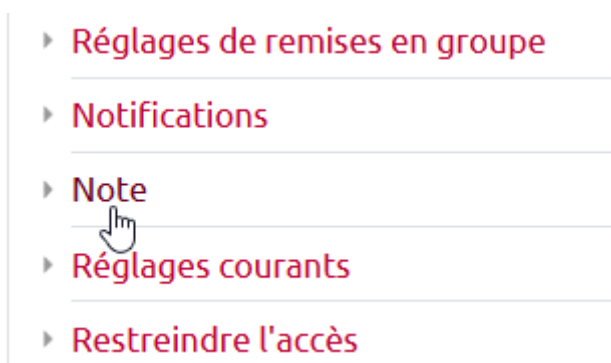 Réglages de remises en groupe
Notifications
Note
Réglages courants
Restreindre l'accès